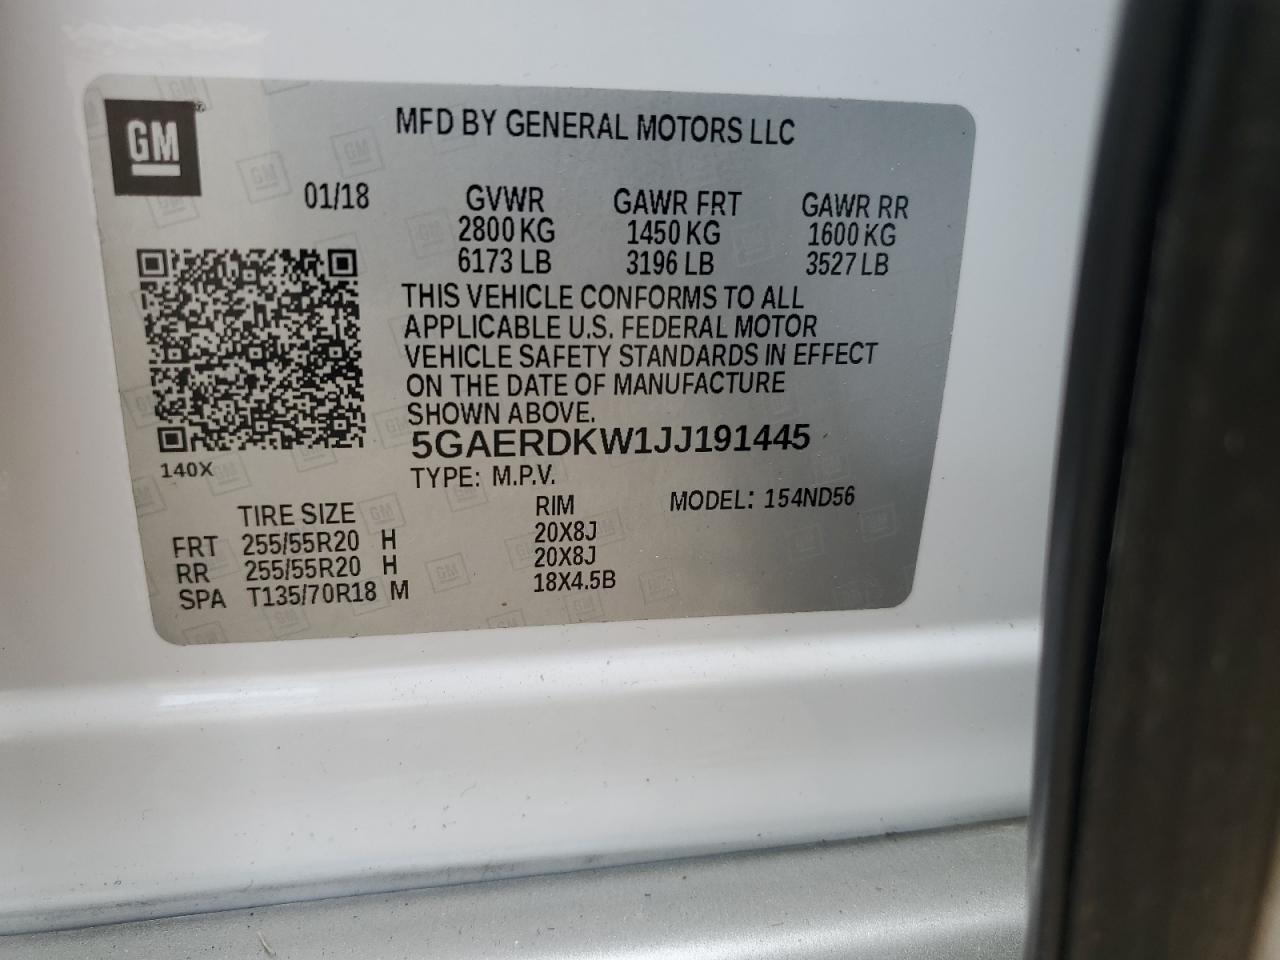 GM
MFD BY GENERAL MOTORS LLC
01/18 GVWR GAWR FRT GAWR RR
2800 KG 1450 KG 1600 KG
6173 LB 3196 LB 3527 LB
THIS VEHICLE CONFORMS TO ALL
APPLICABLE U.S. FEDERAL MOTOR
VEHICLE SAFETY STANDARDS IN EFFECT
ON THE DATE OF MANUFACTURE
SHOWN ABOVE.
5GAERDKW1JJ191445
140X
TYPE: M.P.V.
TIRE SIZE RIM MODEL: 154ND56
FRT 255/55R20 H 20X8J
RR 255/55R20 H 20X8J
SPA T135/70R18 M 18X4.5B